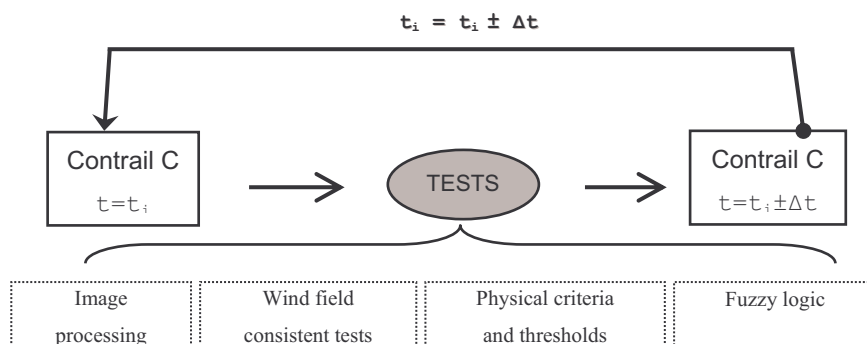 tᵢ = tᵢ ± Δt
Contrail C
t=tᵢ
TESTS
Contrail C
t=tᵢ±Δt
Image
processing
Wind field
consistent tests
Physical criteria
and thresholds
Fuzzy logic